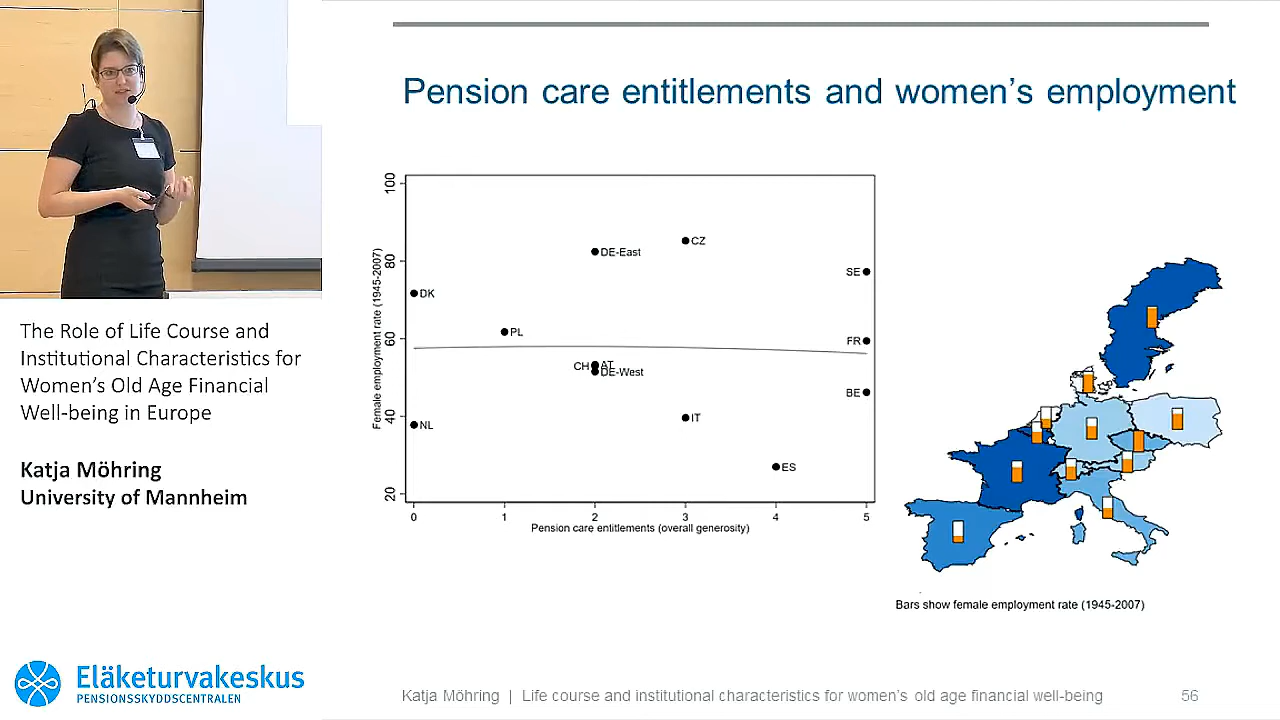 Pension care entitlements and women's employment
Female employment rate (1945-2007)
100
80
60
40
20
DK
NL
PL
DE-East
CH
AT
DE-West
CZ
IT
ES
SE
FR
BE
0
1
2
3
4
5
Pension care entitlements (overall generosity)
Bars show female employment rate (1945-2007)
The Role of Life Course and
Institutional Characteristics for
Women's Old Age Financial
Well-being in Europe
Katja Möhring
University of Mannheim
Eläketurvakeskus
PENSIONSSKYDDSCENTRALEN
Katja Möhring | Life course and institutional characteristics for women's old age financial well-being
56